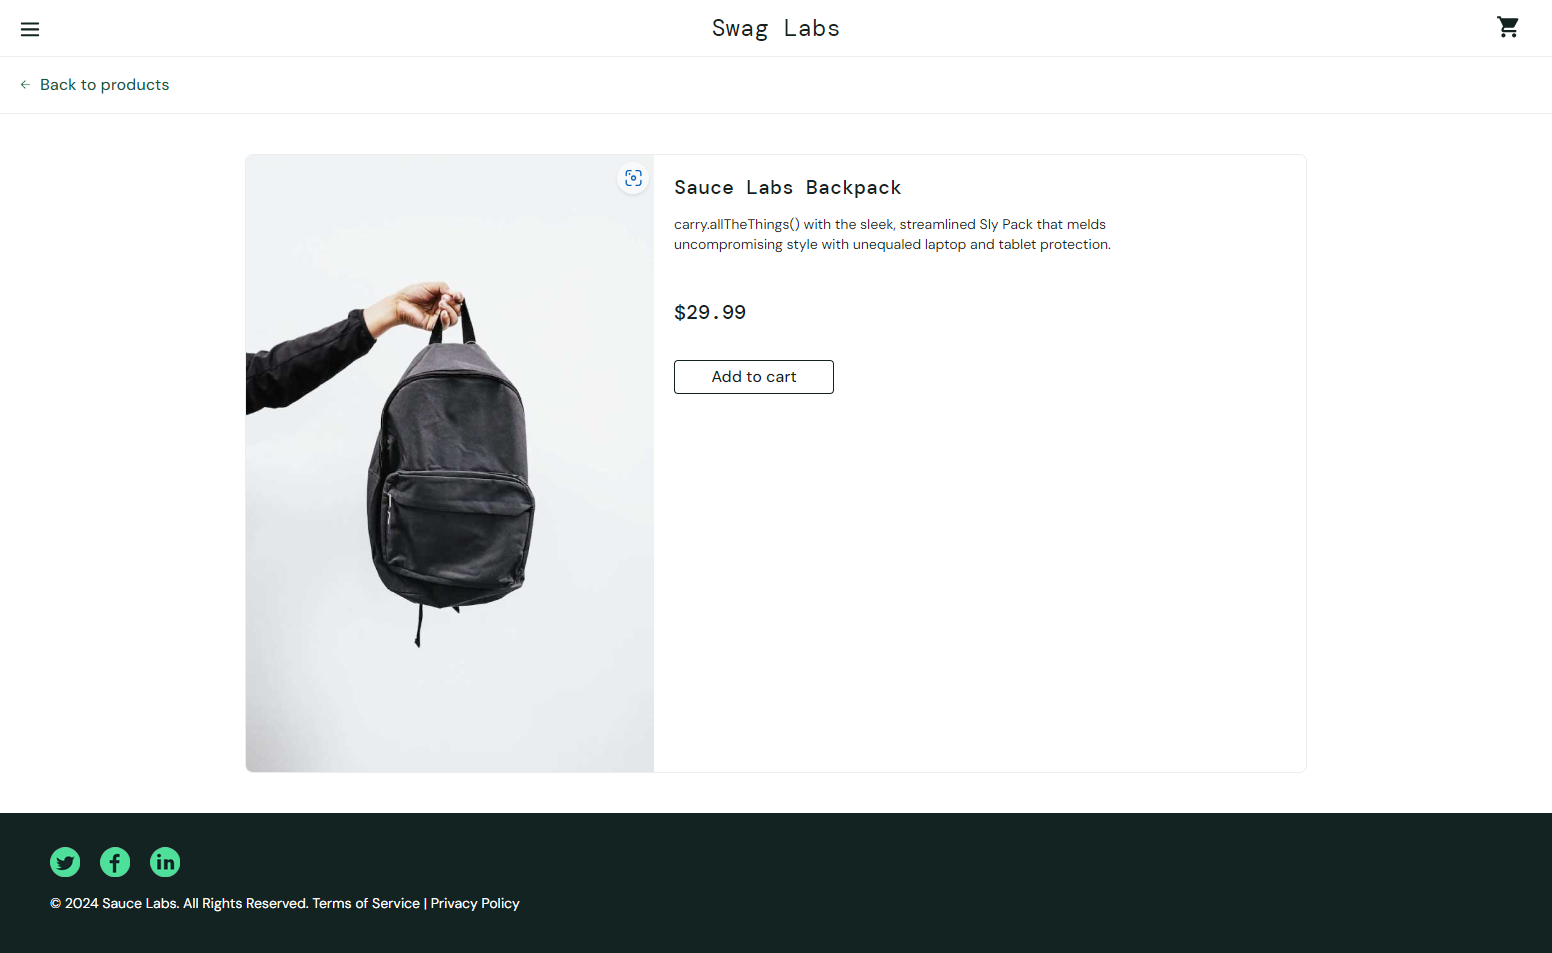 Swag Labs
Back to products
Sauce Labs Backpack
carry.allTheThings() with the sleek, streamlined Sly Pack that melds
uncompromising style with unequaled laptop and tablet protection.
$29.99
Add to cart
© 2024 Sauce Labs. All Rights Reserved. Terms of Service | Privacy Policy